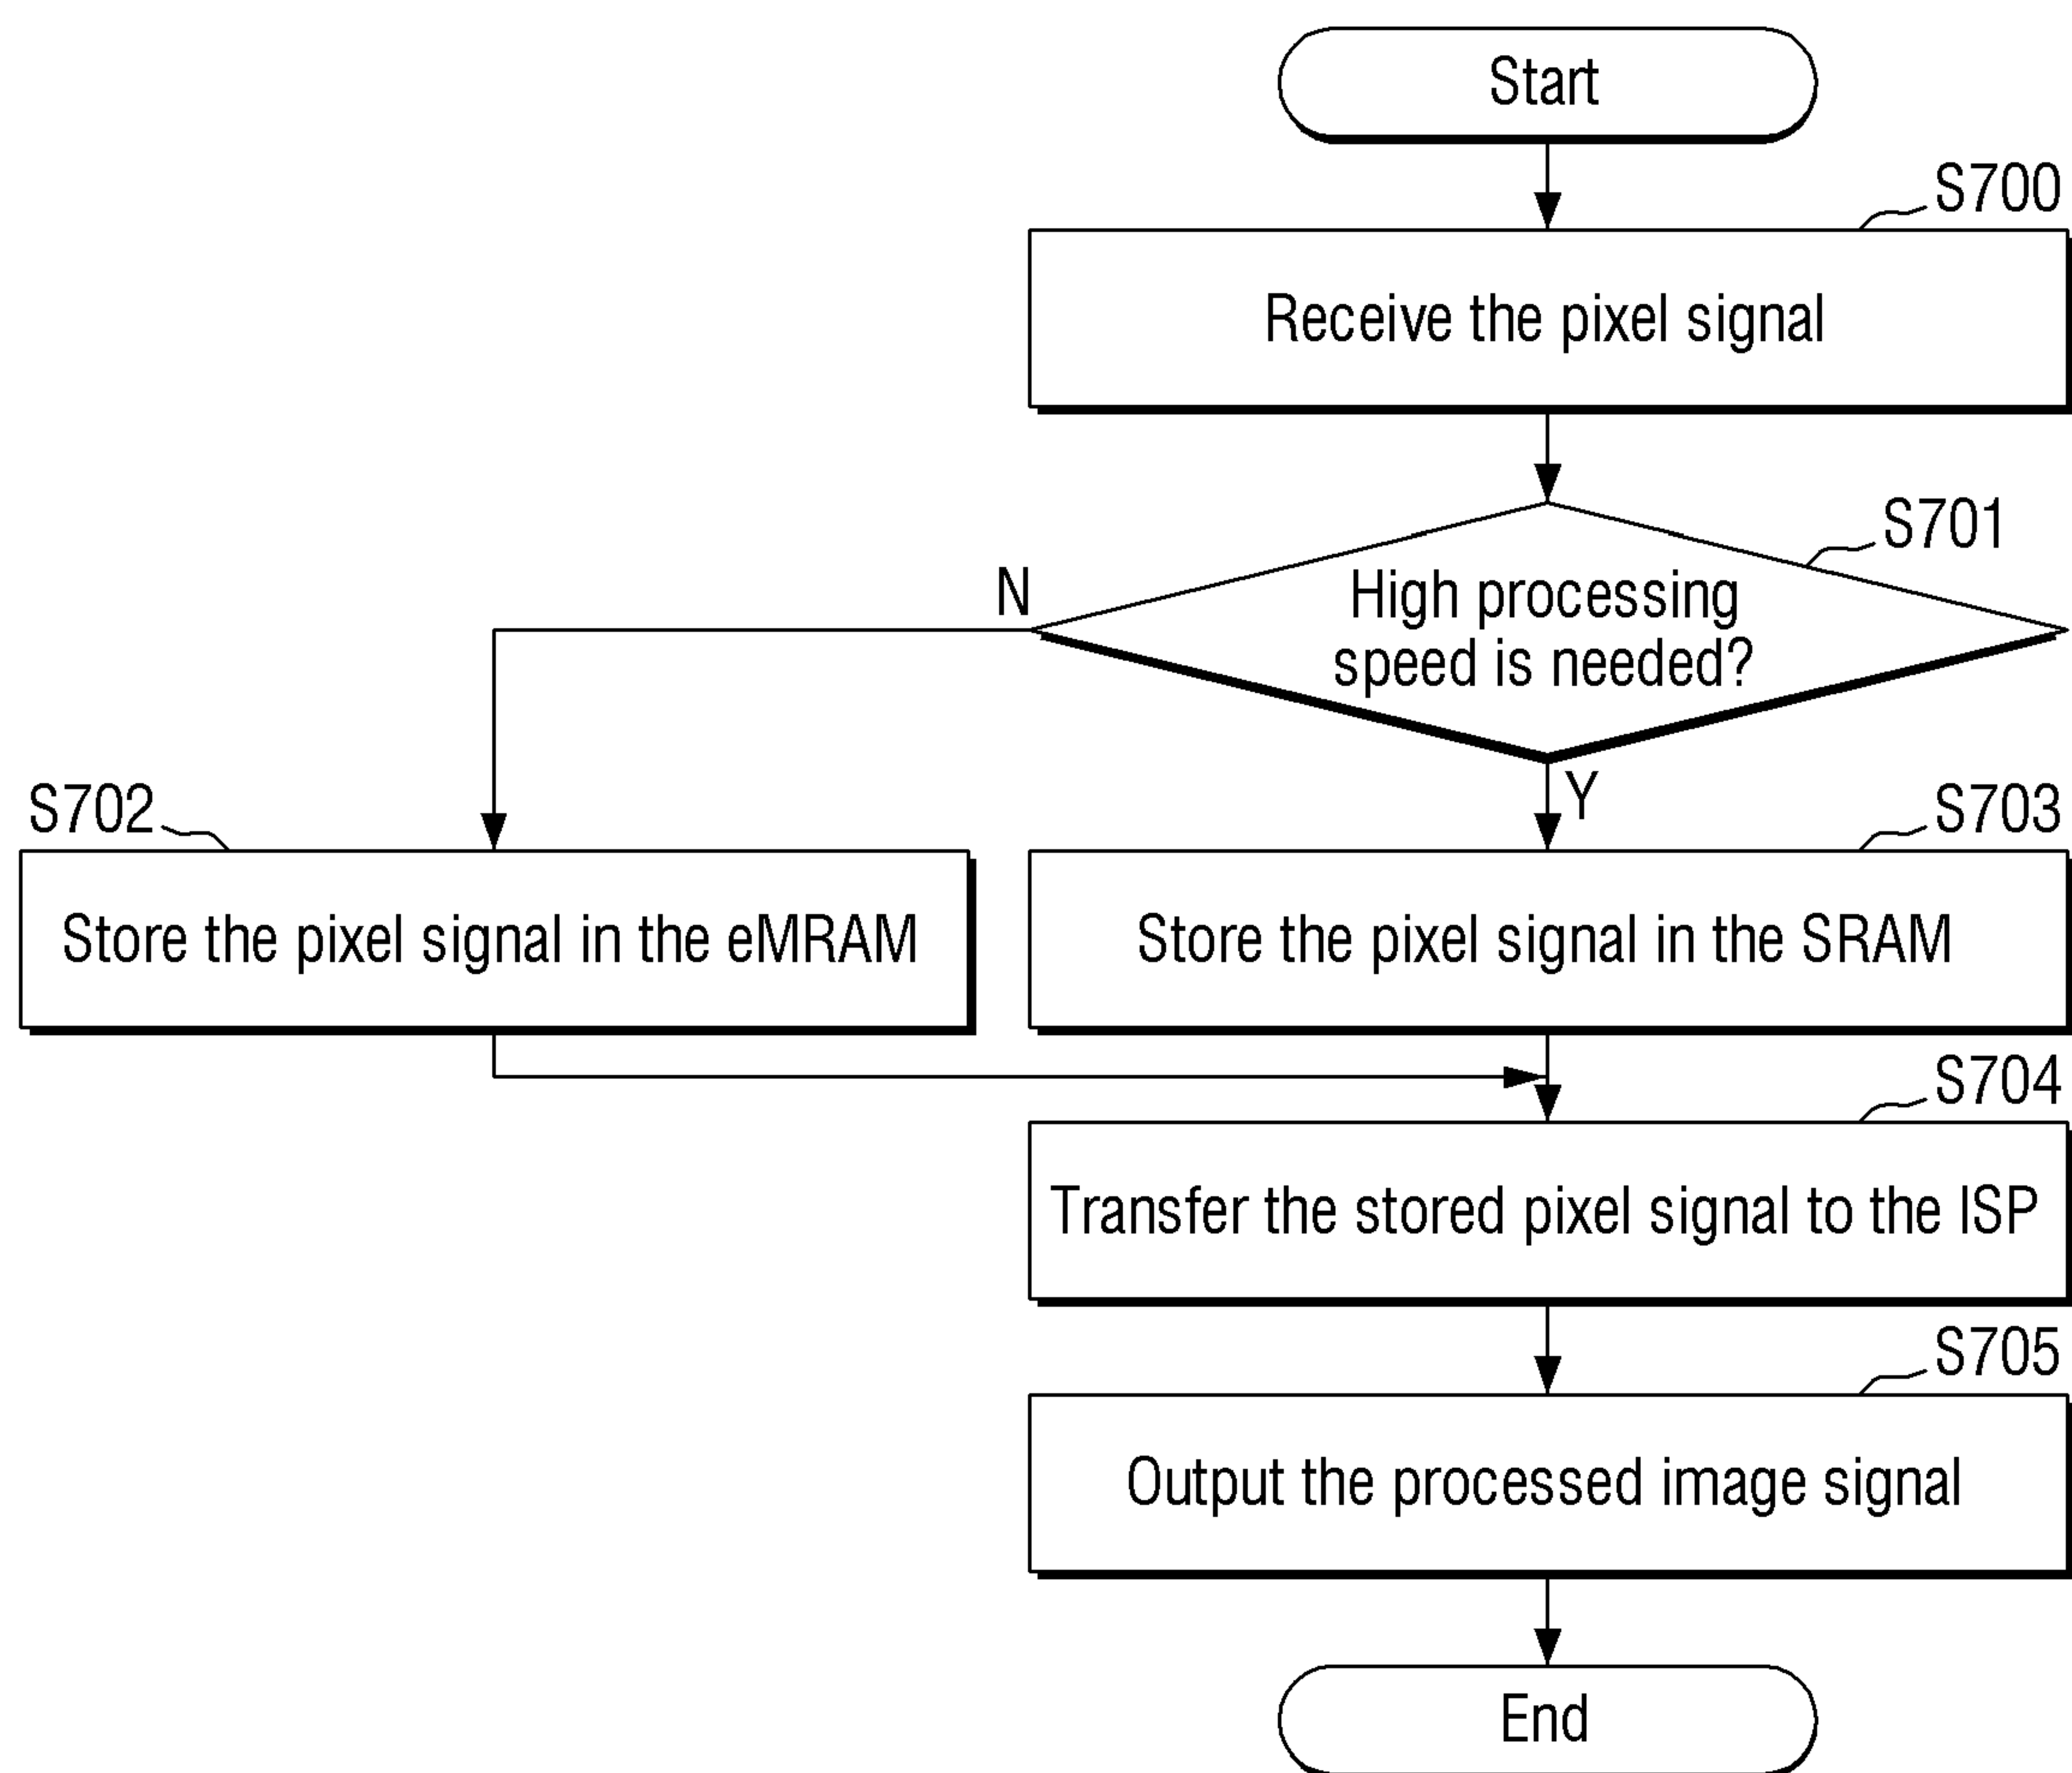 Start
S700
Receive the pixel signal
S701
High processing
speed is needed?
N
Y
S702
Store the pixel signal in the eMRAM
S703
Store the pixel signal in the SRAM
S704
Transfer the stored pixel signal to the ISP
S705
Output the processed image signal
End